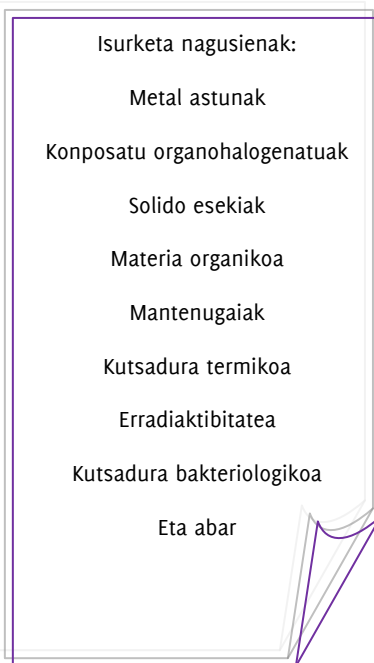 Isurketa nagusienak:
Metal astunak
Konposatu organohalogenatuak
Solido esekiak
Materia organikoa
Mantenugaiak
Kutsadura termikoa
Erradiaktibitatea
Kutsadura bakteriologikoa
Eta abar